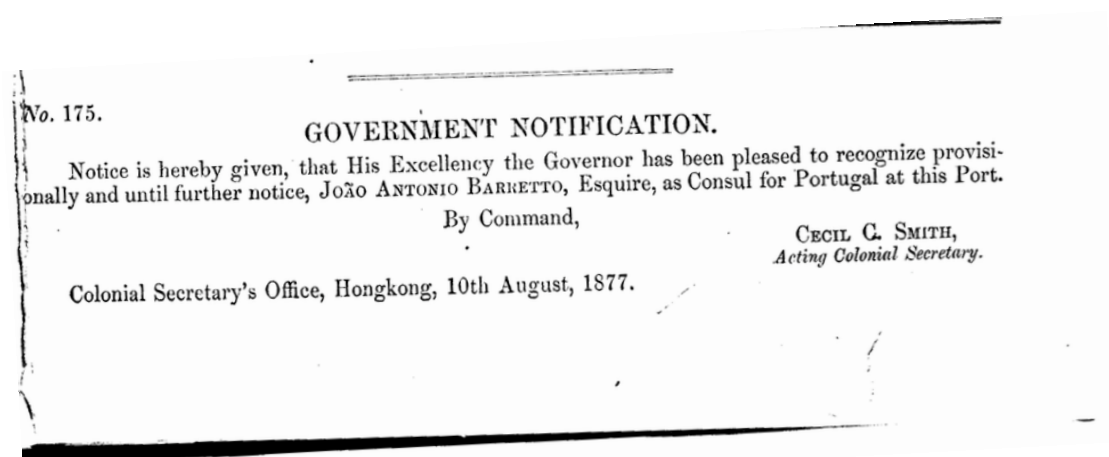 No. 175.
GOVERNMENT NOTIFICATION.
Notice is hereby given, that His Excellency the Governor has been pleased to recognize provisi-
onally and until further notice, João Antonio Barretto, Esquire, as Consul for Portugal at this Port.
By Command,
Cecil C. Smith,
Acting Colonial Secretary.
Colonial Secretary's Office, Hongkong, 10th August, 1877.